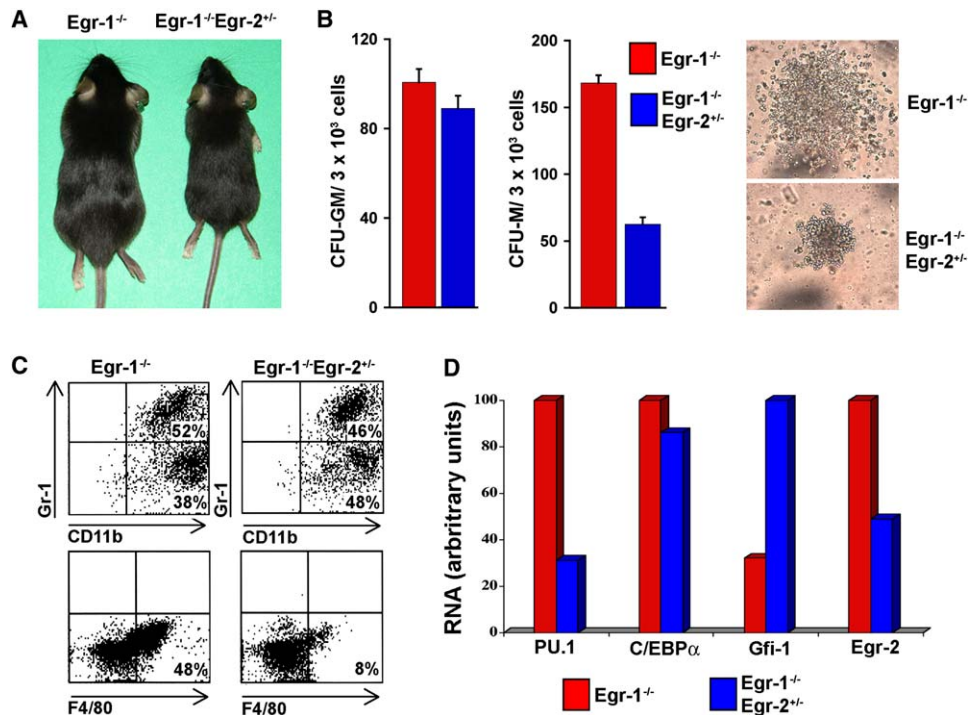 A
Egr-1-/-
Egr-1-/-Egr-2+/-
B
CFU-GM/ 3 x 10³ cells
120
80
40
0
CFU-M/ 3 x 10³ cells
200
150
100
50
0
Egr-1-/-
Egr-1-/-
Egr-2+/-
Egr-1-/-
Egr-1-/-
Egr-2+/-
C
Egr-1-/-
Egr-1-/-Egr-2+/-
Gr-1
52%
38%
CD11b
Gr-1
46%
48%
CD11b
48%
F4/80
8%
F4/80
D
RNA (arbritrary units)
100
80
60
40
20
0
PU.1
C/EBPα
Gfi-1
Egr-2
Egr-1-/-
Egr-1-/-
Egr-2+/-